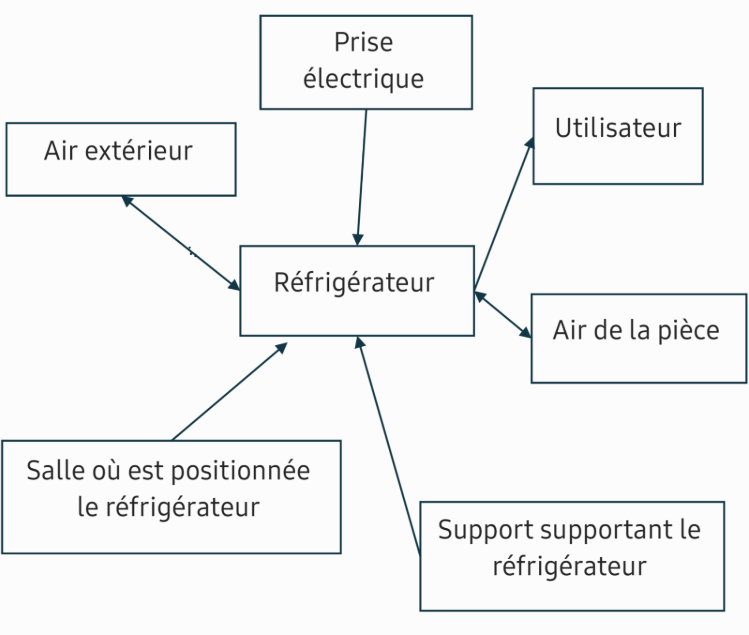 Prise
électrique
Utilisateur
Air extérieur
Réfrigérateur
Air de la pièce
Salle où est positionnée
le réfrigérateur
Support supportant le
réfrigérateur